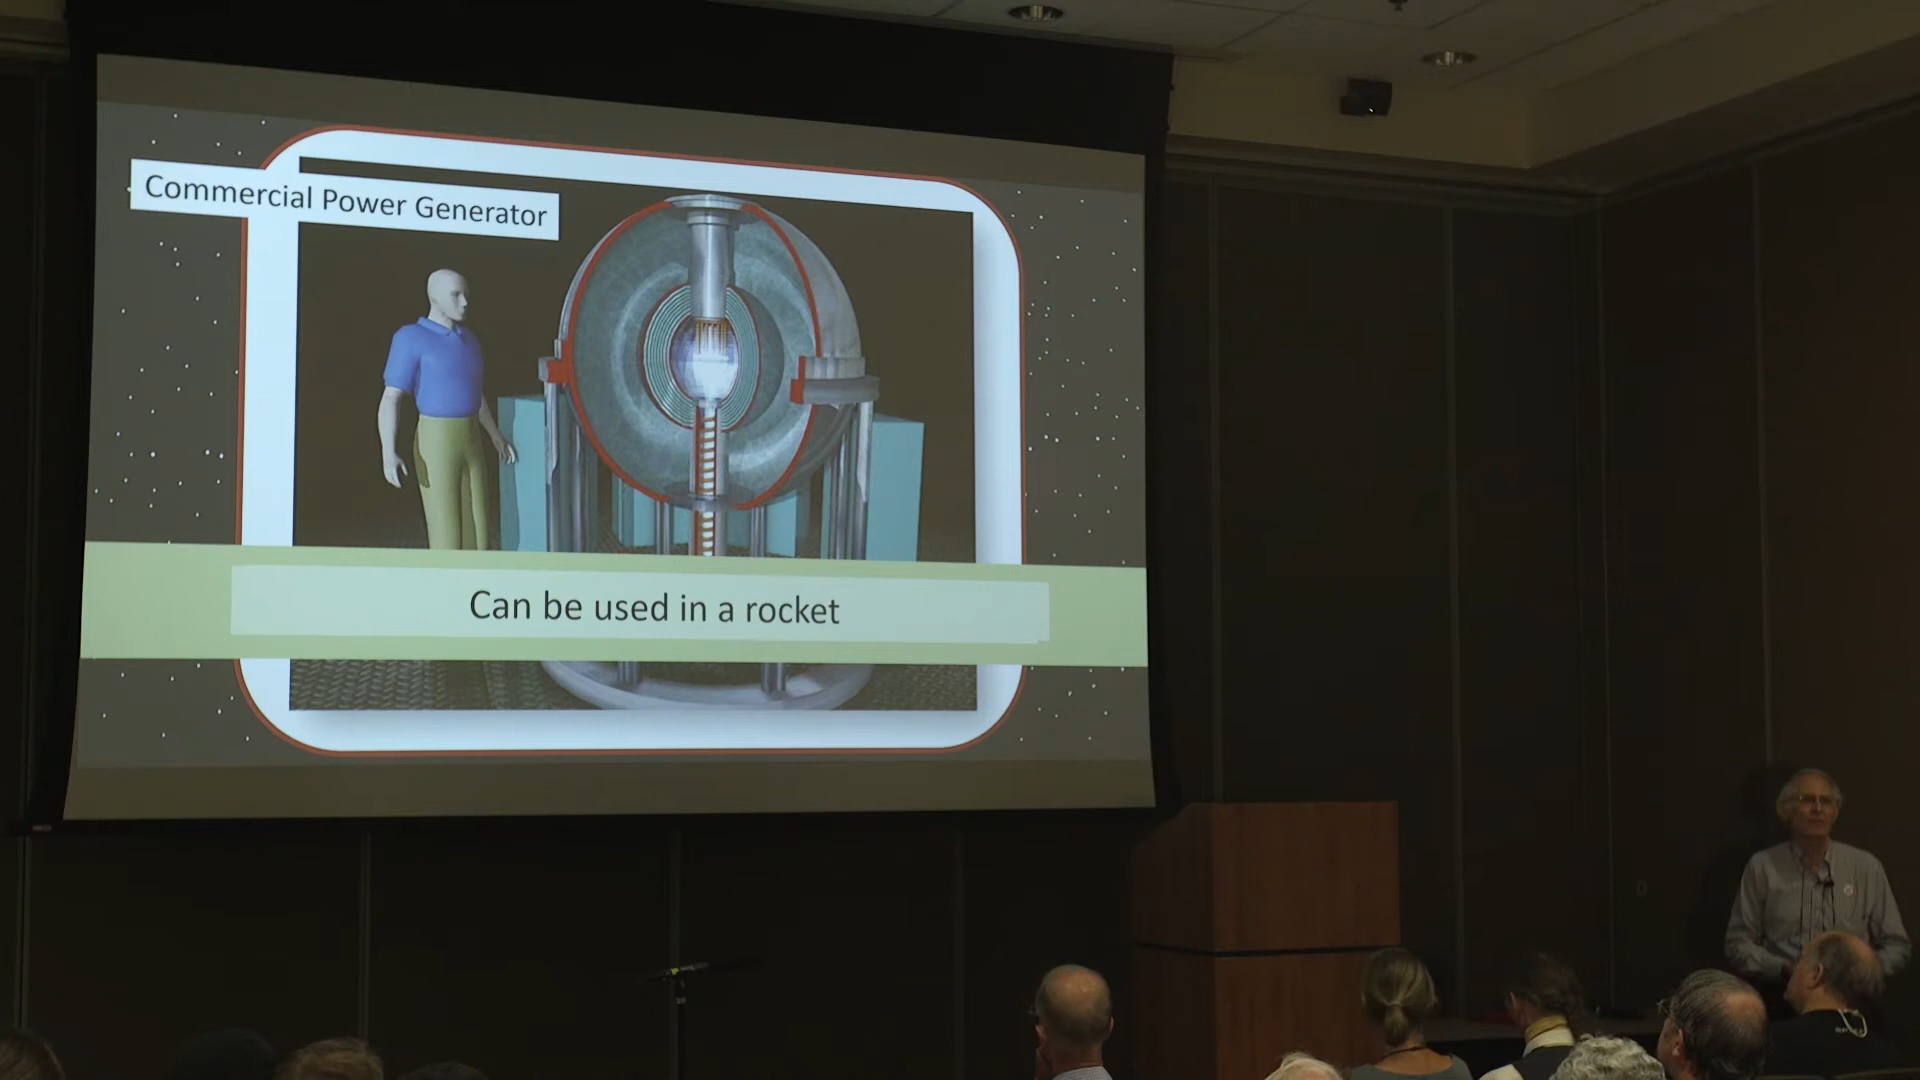 Commercial Power Generator
Can be used in a rocket